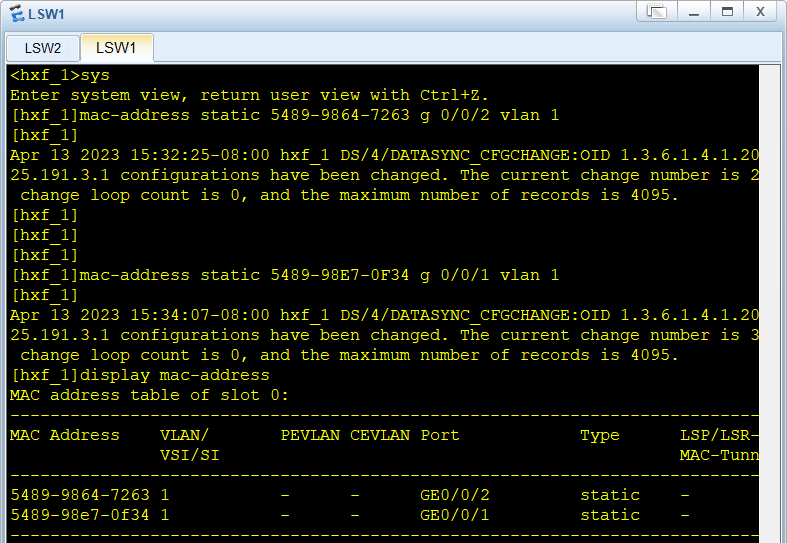 LSW1
X
LSW2 LSW1
<hxf_1>sys
Enter system view, return user view with Ctrl+Z.
[hxf_1]mac-address static 5489-9864-7263 g 0/0/2 vlan 1
[hxf_1]
Apr 13 2023 15:32:25-08:00 hxf_1 DS/4/DATASYNC_CFGCHANGE:OID 1.3.6.1.4.1.20
25.191.3.1 configurations have been changed. The current change number is 2
 change loop count is 0, and the maximum number of records is 4095.
[hxf_1]
[hxf_1]
[hxf_1]
[hxf_1]mac-address static 5489-98E7-0F34 g 0/0/1 vlan 1
[hxf_1]
Apr 13 2023 15:34:07-08:00 hxf_1 DS/4/DATASYNC_CFGCHANGE:OID 1.3.6.1.4.1.20
25.191.3.1 configurations have been changed. The current change number is 3
 change loop count is 0, and the maximum number of records is 4095.
[hxf_1]display mac-address
MAC address table of slot 0:
---------------------------------------------------------------------------
MAC Address    VLAN/       PEVLAN CEVLAN Port            Type      LSP/LSR-
               VSI/SI                                              MAC-Tunn
---------------------------------------------------------------------------
5489-9864-7263 1           -      -      GE0/0/2         static    -
5489-98e7-0f34 1           -      -      GE0/0/1         static    -
---------------------------------------------------------------------------